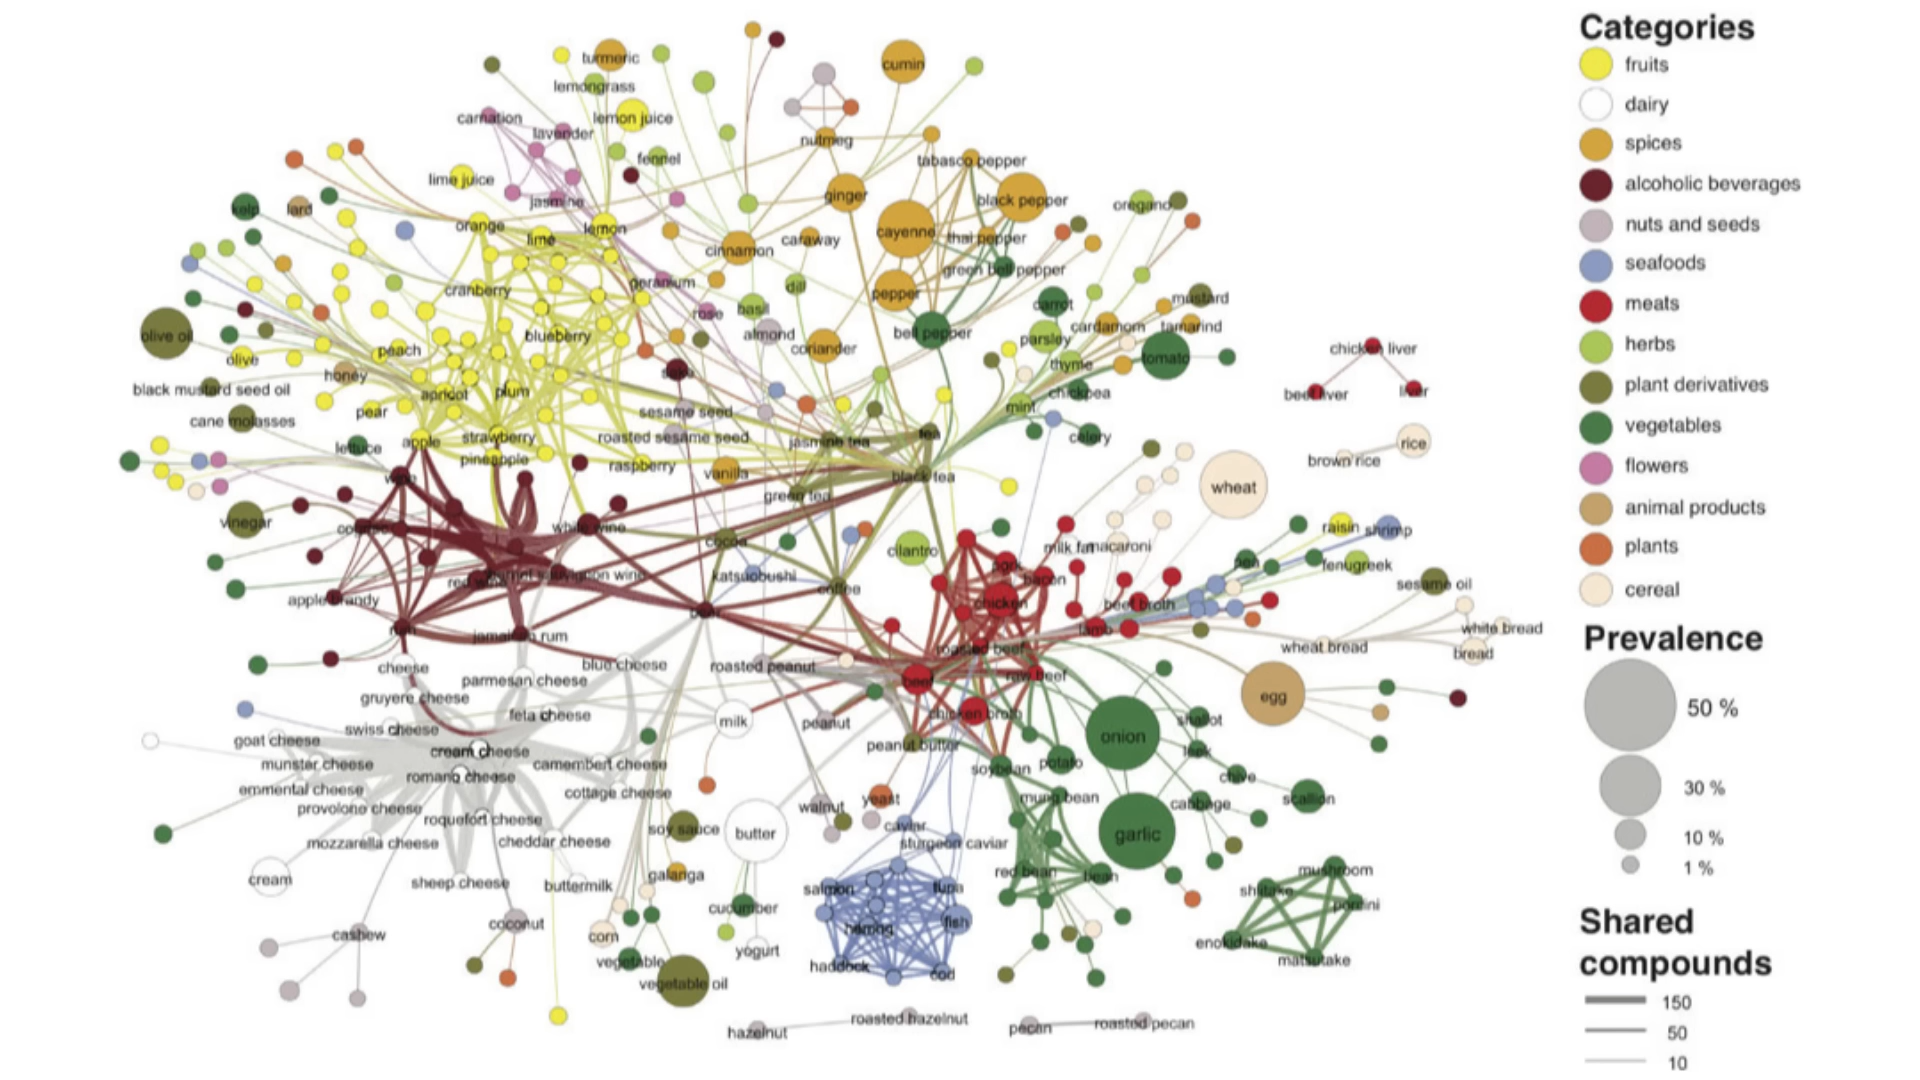 turmeric
cumin
lemongrass
carnation
lemon juice
lavender
nutmeg
fennel
tabasco pepper
lime juice
ginger
black pepper
jasmine
kelp
lard
oregano
orange
lemon
lime
cayenne
thai pepper
caraway
cinnamon
green bell pepper
geranium
cranberry
dill
pepper
mustard
carrot
basil
rose
cardamom
tamarind
olive oil
blueberry
almond
bell pepper
parsley
coriander
peach
olive
thyme
tomato
chicken liver
honey
sake
black mustard seed oil
apricot
plum
chickpea
beef liver
liver
pear
sesame seed
mint
cane molasses
apple
strawberry
roasted sesame seed
jasmine tea
tea
celery
rice
lettuce
pineapple
raspberry
brown rice
wine
vanilla
black tea
green tea
wheat
vinegar
white wine
raisin
shrimp
cocoa
cilantro
milk fat
macaroni
katsuobushi
pork
bacon
pea
fenugreek
cabernet sauvignon wine
coffee
sesame oil
apple brandy
beer
chicken
beef broth
rum
jamaican rum
lamb
white bread
roasted beef
wheat bread
bread
cheese
blue cheese
roasted peanut
parmesan cheese
beef
raw beef
gruyere cheese
egg
feta cheese
milk
peanut
chicken broth
shallot
swiss cheese
goat cheese
cream cheese
peanut butter
onion
leek
munster cheese
camembert cheese
soybean
potato
romano cheese
chive
emmental cheese
cottage cheese
mung bean
provolone cheese
walnut
yeast
cabbage
scallion
roquefort cheese
soy sauce
butter
caviar
garlic
mozzarella cheese
cheddar cheese
sturgeon caviar
cream
sheep cheese
buttermilk
galanga
salmon
tuna
red bean
bean
mushroom
shiitake
cucumber
porcini
coconut
fish
cashew
corn
yogurt
enokidake
vegetable
haddock
cod
matsutake
vegetable oil
hazelnut
roasted hazelnut
pecan
roasted pecan
Categories
fruits
dairy
spices
alcoholic beverages
nuts and seeds
seafoods
meats
herbs
plant derivatives
vegetables
flowers
animal products
plants
cereal
Prevalence
50 %
30 %
10 %
1 %
Shared
compounds
150
50
10